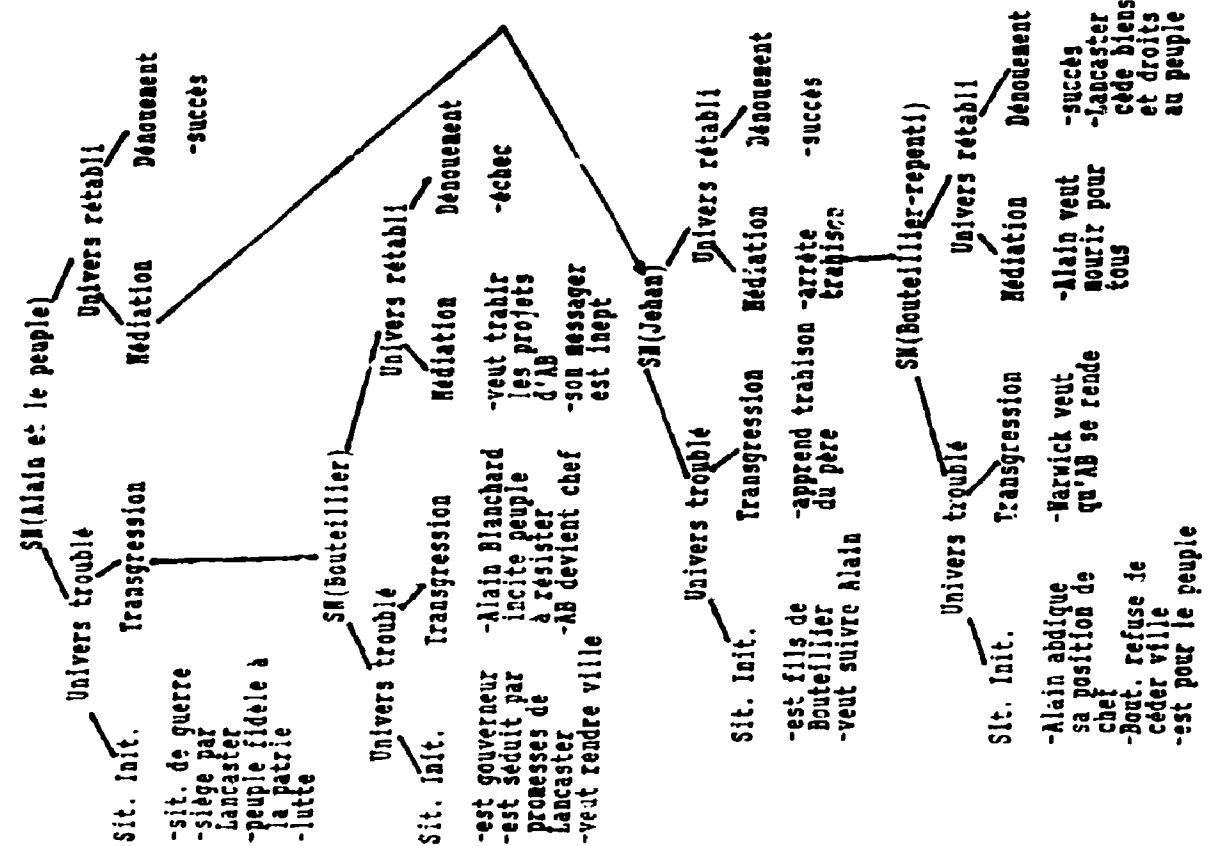 SN(Alain et le peuple)
Univers troublé
Univers rétabli
Sit. Init.
Transgression
Médiation
Dénouement
-sit. de guerre
-siège par
Lancaster
-peuple fidèle à
la patrie
-lutte
-succès
SN(Bouteillier)
Univers troublé
Univers rétabli
Sit. Init.
Transgression
Médiation
Dénouement
-est gouverneur
-est séduit par
promesses de
Lancaster
-veut rendre ville
-Alain Blanchard
incite peuple
à résister
-AB devient chef
-veut trahir
les projets
d'AB
-son messager
est inept
-échec
SN(Jehan)
Univers troublé
Univers rétabli
Sit. Init.
Transgression
Médiation
Dénouement
-est fils de
Bouteillier
-veut suivre Alain
-apprend trahison
du père
-arrête
trahison
-succès
SN(Bouteillier-repenti)
Univers troublé
Univers rétabli
Sit. Init.
Transgression
Médiation
Dénouement
-Alain abdique
sa position de
chef
-Bout. refuse de
céder ville
-est pour le peuple
-Warwick veut
qu'AB se rende
-Alain veut
mourir pour
tous
-succès
-Lancaster
cède biens
et droits
au peuple